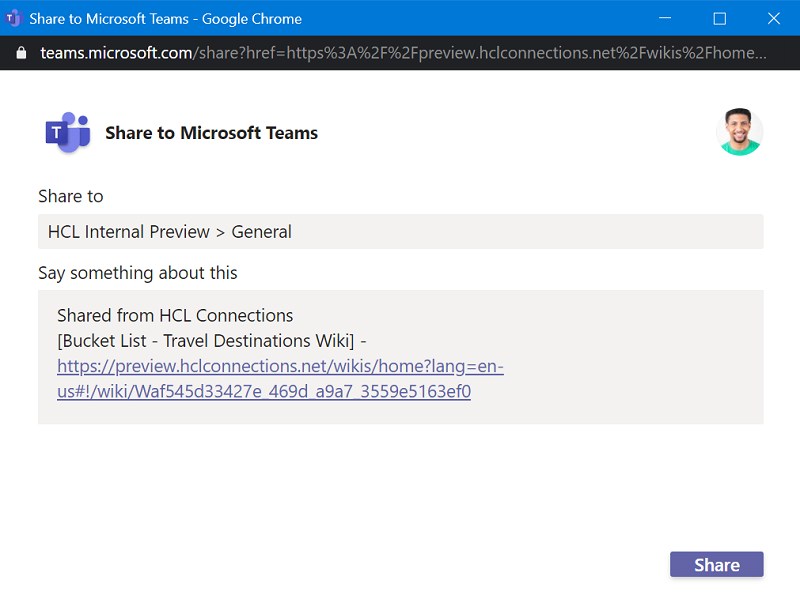 Share to Microsoft Teams - Google Chrome
teams.microsoft.com/share?href=https%3A%2F%2Fpreview.hclconnections.net%2Fwikis%2Fhome...
T
T
Share to Microsoft Teams
Share to
HCL Internal Preview > General
Say something about this
Shared from HCL Connections
[Bucket List - Travel Destinations Wiki] -
https://preview.hclconnections.net/wikis/home?lang=en-
us#!/wiki/Waf545d33427e_469d_a9a7_3559e5163ef0
Share